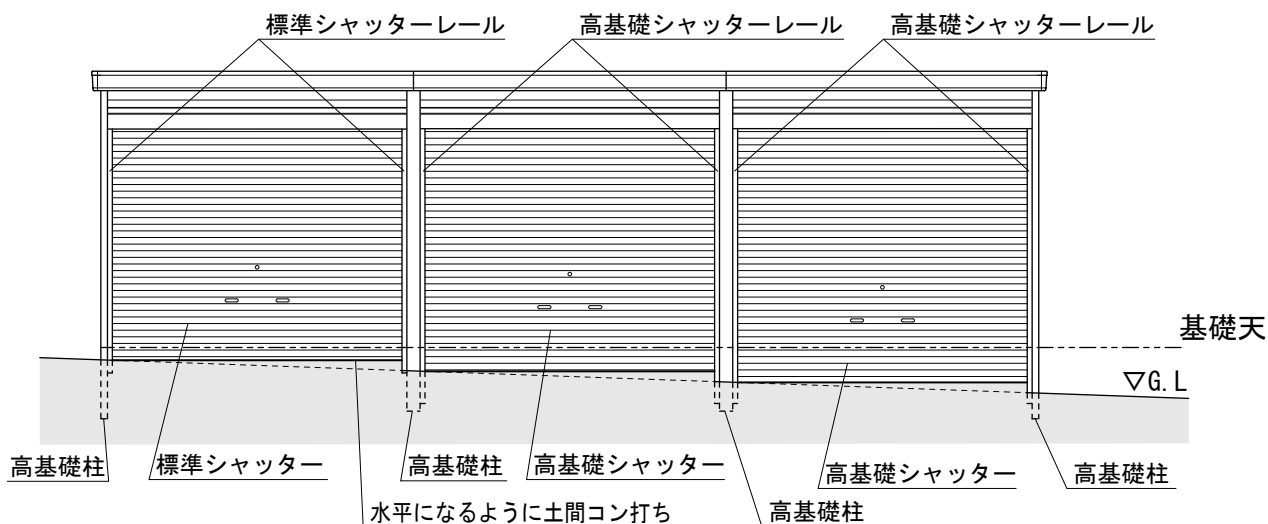 標準シャッターレール
高基礎シャッターレール
高基礎シャッターレール
基礎天
▽G.L
高基礎柱
標準シャッター
高基礎柱
高基礎シャッター
高基礎シャッター
高基礎柱
水平になるように土間コン打ち
高基礎柱